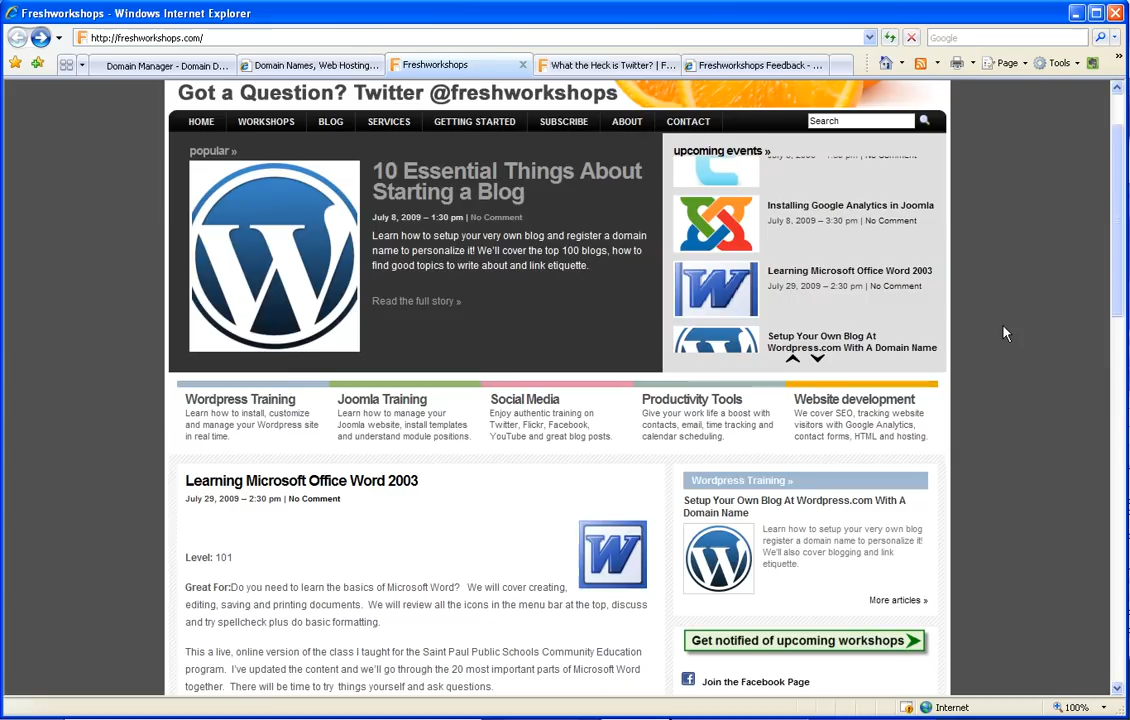 Freshworkshops - Windows Internet Explorer
http://freshworkshops.com/
Google
Domain Manager - Domain D...
Domain Names, Web Hosting...
Freshworkshops
What the Heck is Twitter? | F...
Freshworkshops Feedback - ...
Page
Tools
Got a Question? Twitter @freshworkshops
HOME WORKSHOPS BLOG SERVICES GETTING STARTED SUBSCRIBE ABOUT CONTACT
Search
popular »
10 Essential Things About
Starting a Blog
July 8, 2009 – 1:30 pm | No Comment
Learn how to setup your very own blog and register a domain
name to personalize it! We'll cover the top 100 blogs, how to
find good topics to write about and link etiquette.
Read the full story »
upcoming events »
Installing Google Analytics in Joomla
July 8, 2009 – 3:30 pm | No Comment
Learning Microsoft Office Word 2003
July 29, 2009 – 2:30 pm | No Comment
Setup Your Own Blog At
Wordpress.com With A Domain Name
Wordpress Training
Learn how to install, customize
and manage your Wordpress site
in real time.
Joomla Training
Learn how to manage your
Joomla website, install templates
and understand module positions.
Social Media
Enjoy authentic training on
Twitter, Flickr, Facebook,
YouTube and great blog posts.
Productivity Tools
Give your work life a boost with
contacts, email, time tracking and
calendar scheduling.
Website development
We cover SEO, tracking website
visitors with Google Analytics,
contact forms, HTML and hosting.
Learning Microsoft Office Word 2003
July 29, 2009 – 2:30 pm | No Comment
Level: 101
Great For:Do you need to learn the basics of Microsoft Word? We will cover creating,
editing, saving and printing documents. We will review all the icons in the menu bar at the top, discuss
and try spellcheck plus do basic formatting.
This a live, online version of the class I taught for the Saint Paul Public Schools Community Education
program. I've updated the content and we'll go through the 20 most important parts of Microsoft Word
together. There will be time to try things yourself and ask questions.
Wordpress Training »
Setup Your Own Blog At Wordpress.com With A
Domain Name
Learn how to setup your very own blog
register a domain name to personalize it!
We'll also cover blogging and link
etiquette.
More articles »
Get notified of upcoming workshops
Join the Facebook Page
Internet
100%